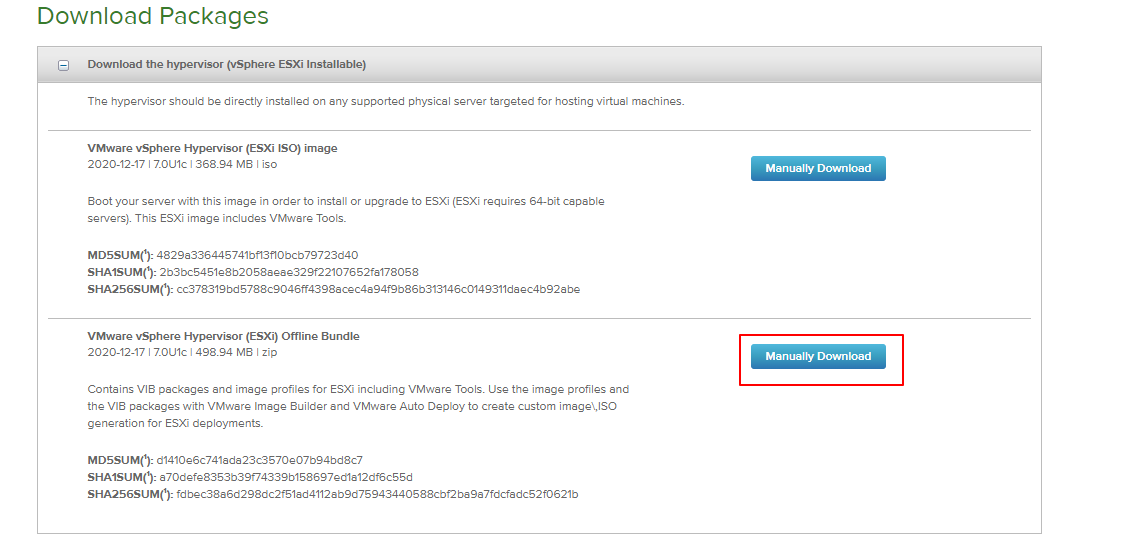 Download Packages
Download the hypervisor (vSphere ESXi Installable)
The hypervisor should be directly installed on any supported physical server targeted for hosting virtual machines.
VMware vSphere Hypervisor (ESXi ISO) image
2020-12-17 | 7.0U1c | 368.94 MB | iso
Manually Download
Boot your server with this image in order to install or upgrade to ESXi (ESXi requires 64-bit capable
servers). This ESXi image includes VMware Tools.
MD5SUM(¹): 4829a336445741bf13f10bcb79723d40
SHA1SUM(¹): 2b3bc5451e8b2058aeae329f22107652fa178058
SHA256SUM(¹): cc378319bd5788c9046ff4398acec4a94f9b86b313146c0149311daec4b92abe
VMware vSphere Hypervisor (ESXi) Offline Bundle
2020-12-17 | 7.0U1c | 498.94 MB | zip
Manually Download
Contains VIB packages and image profiles for ESXi including VMware Tools. Use the image profiles and
the VIB packages with VMware Image Builder and VMware Auto Deploy to create custom image\,ISO
generation for ESXi deployments.
MD5SUM(¹): d1410e6c741ada23c3570e07b94bd8c7
SHA1SUM(¹): a70defe8353b39f74339b158697ed1a12df6c55d
SHA256SUM(¹): fdbec38a6d298dc2f51ad4112ab9d75943440588cbf2ba9a7fdcfadc52f0621b